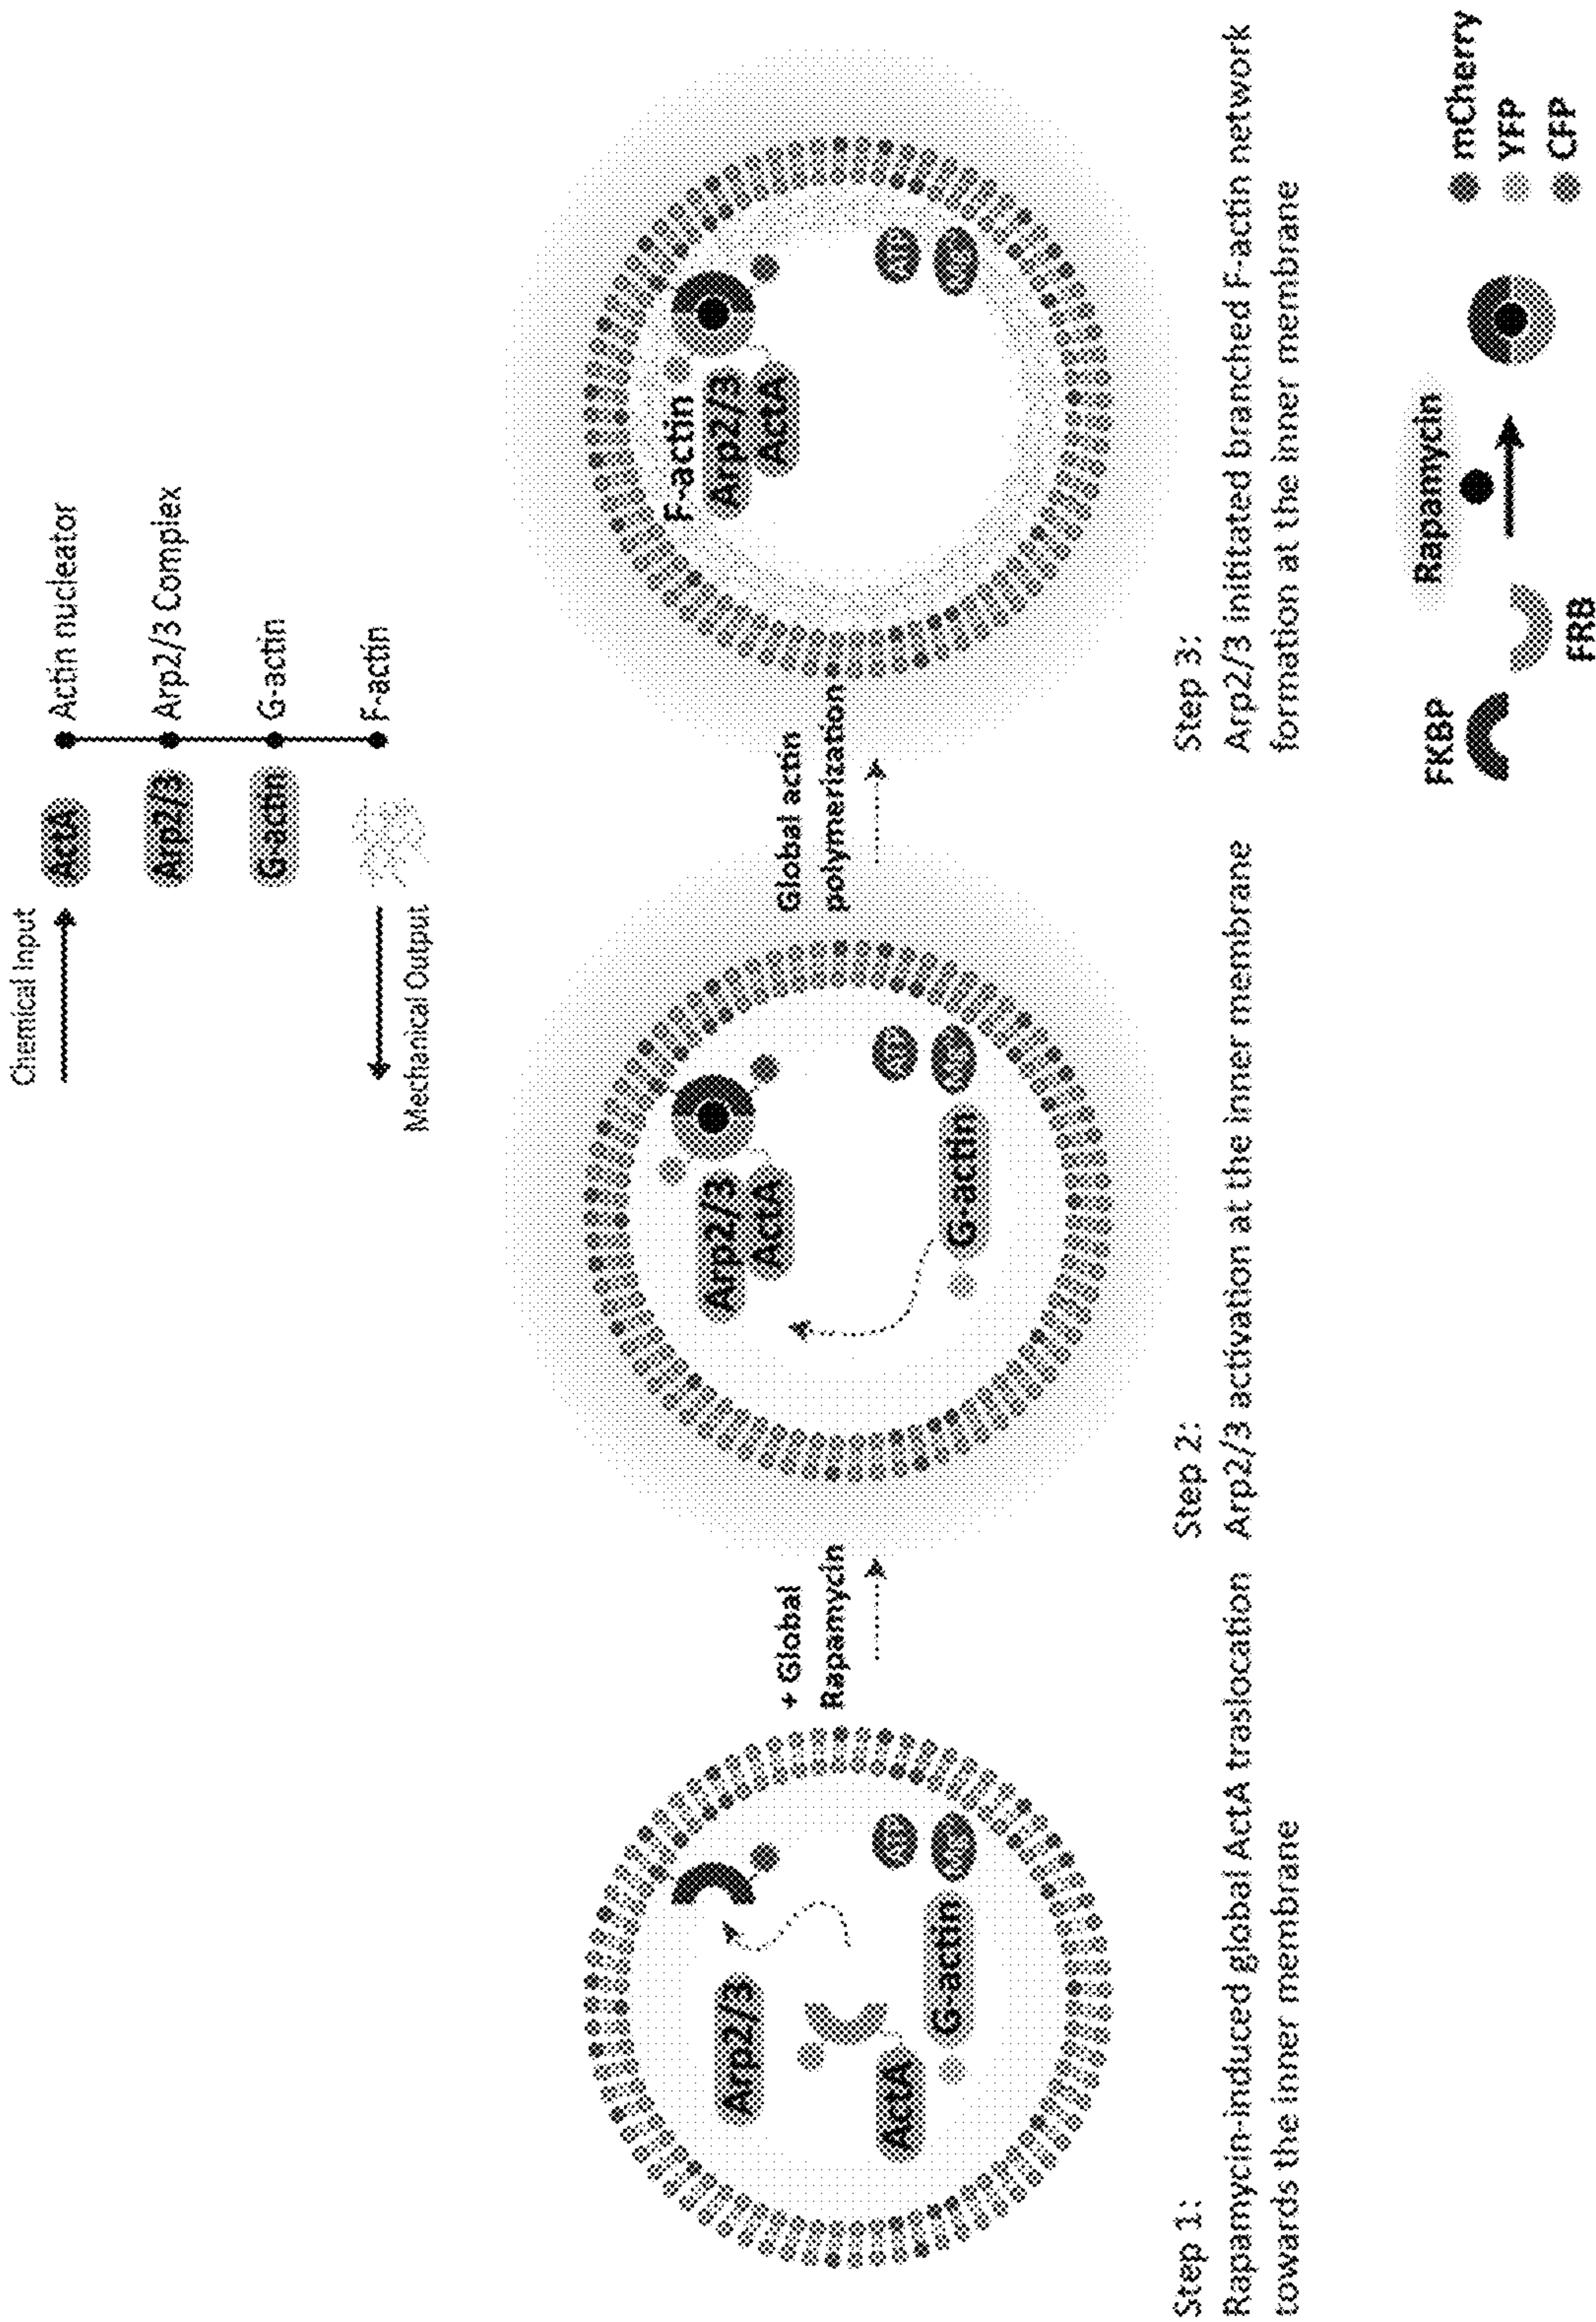 Chemical Input
ActA
Actin nucleator
Arp2/3
Arp2/3 Complex
G-actin
G-actin
F-actin
Mechanical Output
Arp2/3
ActA
G-actin
+ Global
Rapamycin
Arp2/3
ActA
G-actin
Global actin
polymerization
F-actin
Arp2/3
ActA
Step 1:
Rapamycin-induced global ActA traslocation
towards the inner membrane
Step 2:
Arp2/3 activation at the inner membrane
Step 3:
Arp2/3 inititated branched F-actin network
formation at the inner membrane
FKBP
FRB
Rapamycin
mCherry
YFP
CFP